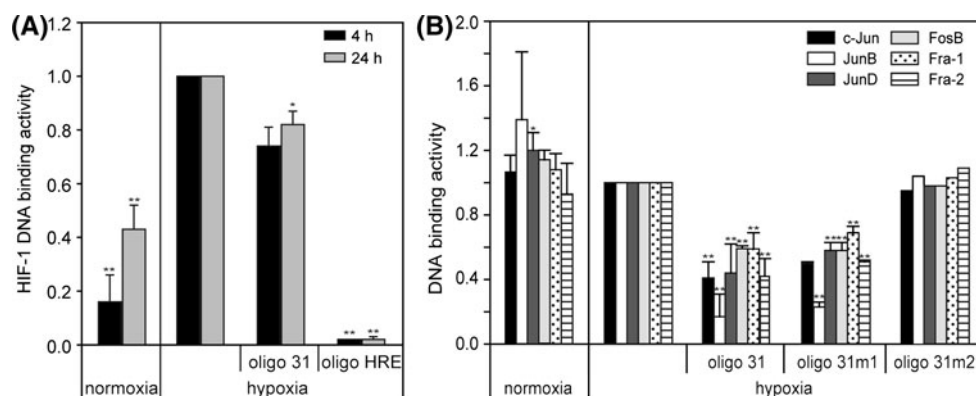 (A)
HIF-1 DNA binding activity
1.2
1.0
0.8
0.6
0.4
0.2
0.0
4 h
24 h
**
**
*
**
**
oligo 31
oligo HRE
normoxia
hypoxia
(B)
DNA binding activity
2.0
1.6
1.2
0.8
0.4
0.0
c-Jun
JunB
JunD
FosB
Fra-1
Fra-2
*
**
**
**
**
**
**
**
**
**
**
**
oligo 31
oligo 31m1
oligo 31m2
normoxia
hypoxia